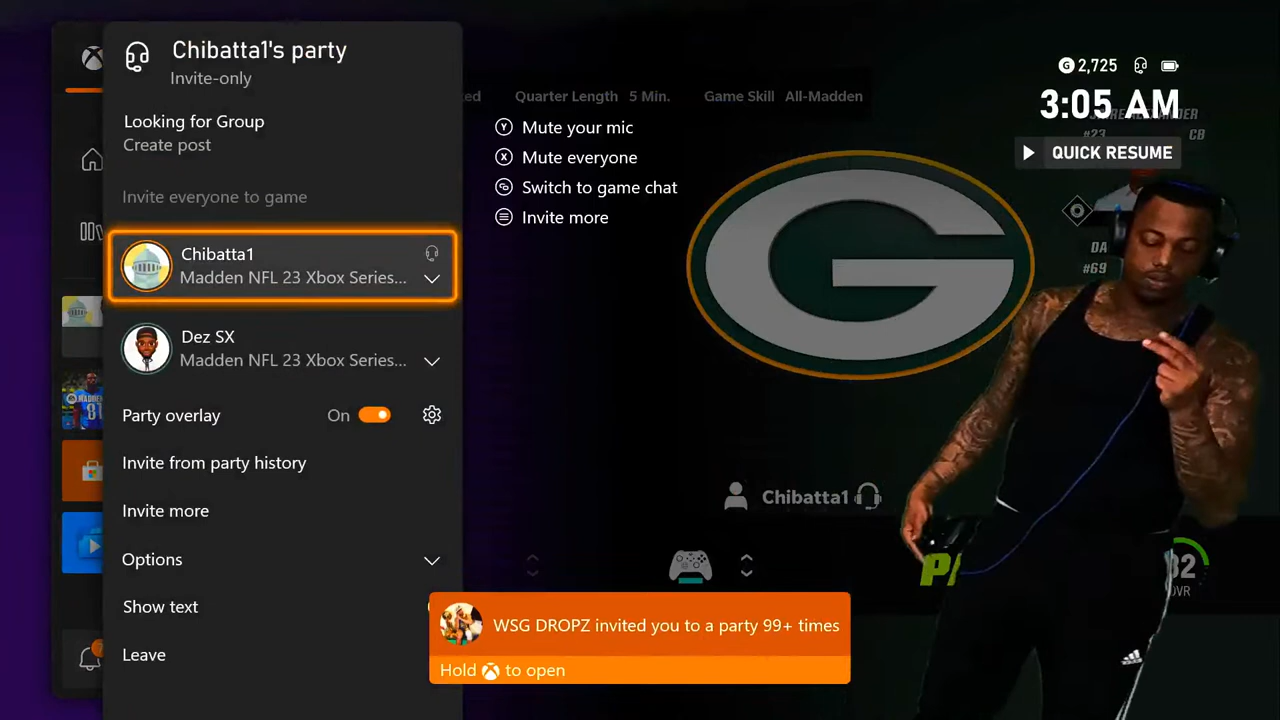 Chibatta1's party
Invite-only
Looking for Group
Create post
Invite everyone to game
Chibatta1
Madden NFL 23 Xbox Series...
Dez SX
Madden NFL 23 Xbox Series...
Party overlay On
Invite from party history
Invite more
Options
Show text
Leave
Quarter Length 5 Min. Game Skill All-Madden
Y Mute your mic
X Mute everyone
Switch to game chat
Invite more
G 2,725
3:05 AM
#23 CB
QUICK RESUME
DA
#69
G
Chibatta1
WSG DROPZ invited you to a party 99+ times
Hold to open